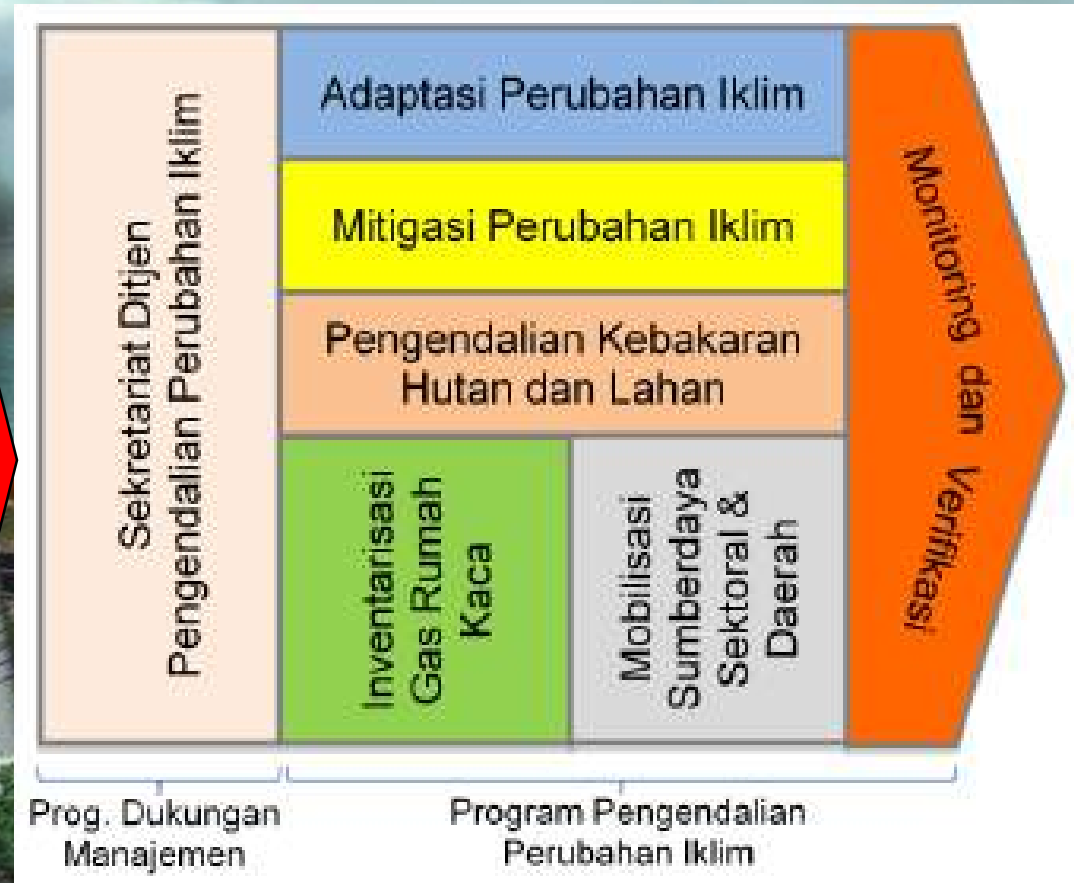 Sekretariat Ditjen
Pengendalian Perubahan Iklim
Adaptasi Perubahan Iklim
Mitigasi Perubahan Iklim
Pengendalian Kebakaran
Hutan dan Lahan
Inventarisasi
Gas Rumah
Kaca
Mobilisasi
Sumberdaya
Sektoral &
Daerah
Monitoring dan Verifikasi
Prog. Dukungan
Manajemen
Program Pengendalian
Perubahan Iklim